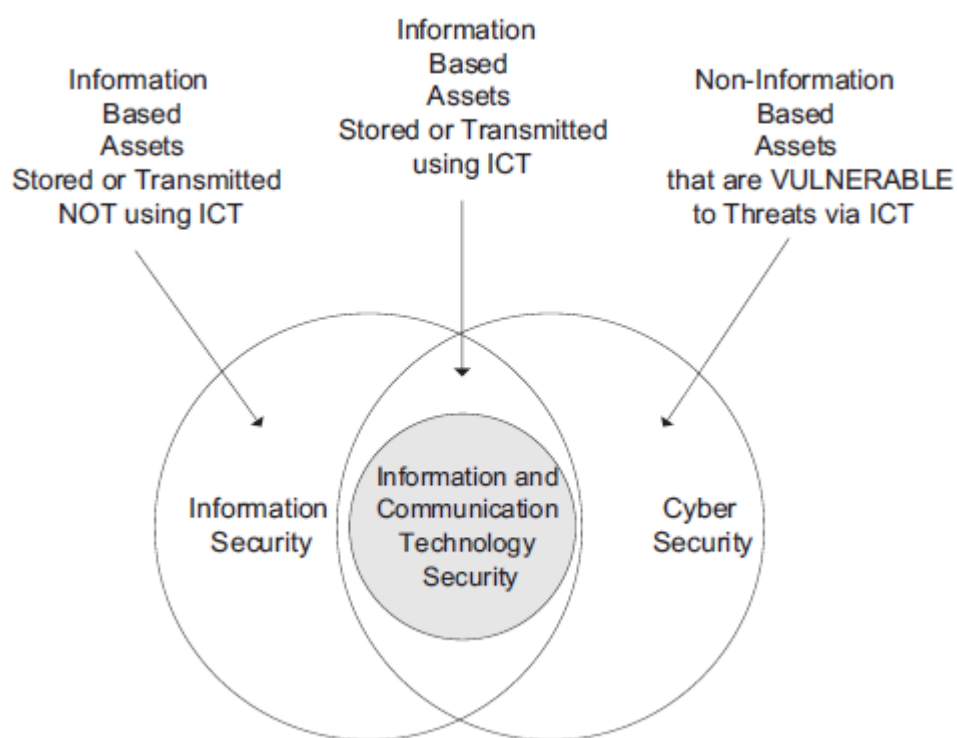 Information
Based
Assets
Stored or Transmitted
NOT using ICT
Information
Based
Assets
Stored or Transmitted
using ICT
Non-Information
Based
Assets
that are VULNERABLE
to Threats via ICT
Information
Security
Information and
Communication
Technology
Security
Cyber
Security